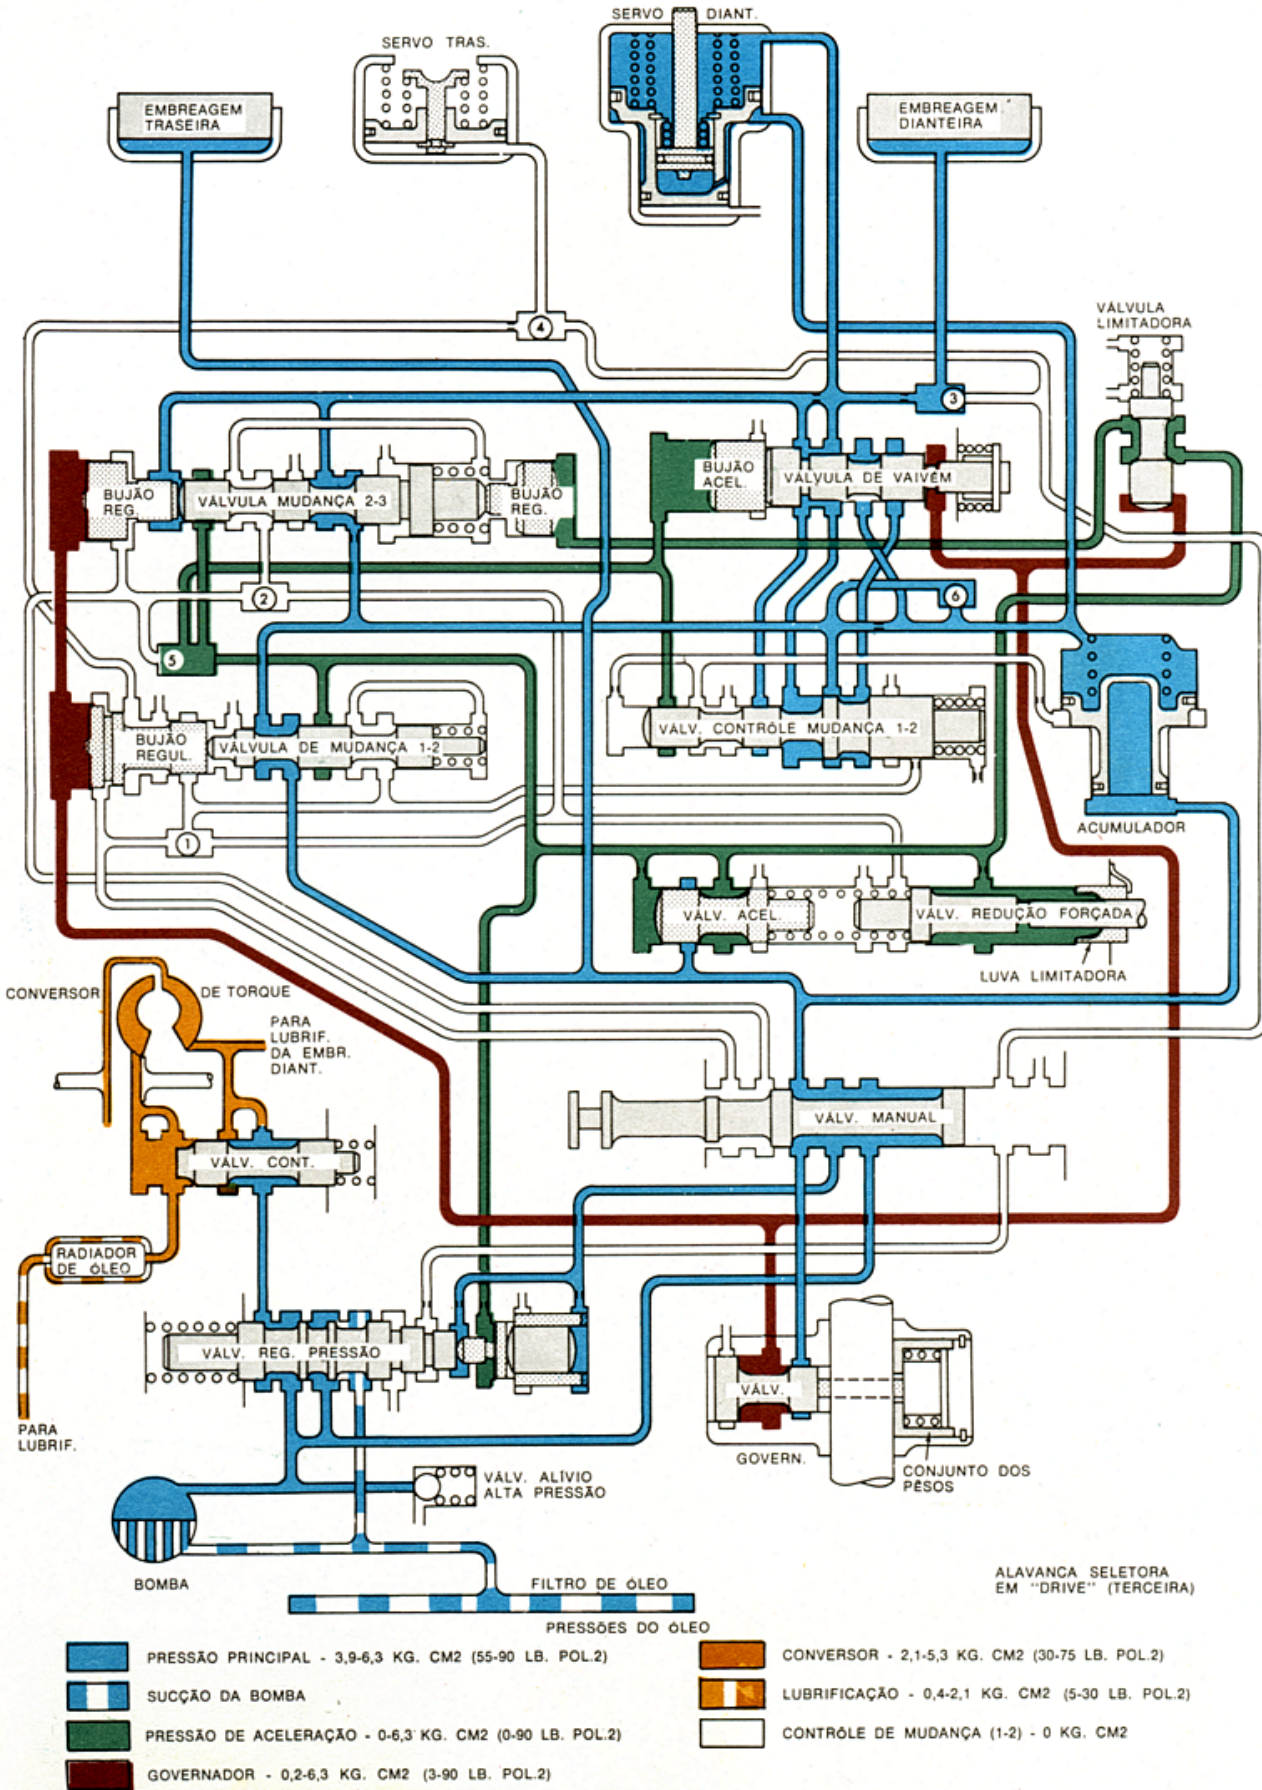 SERVO DIANT.
SERVO TRAS.
EMBREAGEM
TRASEIRA
EMBREAGEM
DIANTEIRA
VÁLVULA
LIMITADORA
4
3
BUJÃO
REG.
VÁLVULA MUDANÇA 2-3
BUJÃO
REG.
BUJÃO
ACEL.
VÁLVULA DE VAIVÉM
2
6
5
BUJÃO
REGUL.
VÁLVULA DE MUDANÇA 1-2
VÁLV. CONTRÔLE MUDANÇA 1-2
ACUMULADOR
1
VÁLV. ACEL.
VÁLV. REDUÇÃO FORÇADA
LUVA LIMITADORA
CONVERSOR
DE TORQUE
PARA
LUBRIF.
DA EMBR.
DIANT.
VÁLV. MANUAL
VÁLV. CONT.
RADIADOR
DE ÓLEO
VÁLV. REG. PRESSÃO
VÁLV.
PARA
LUBRIF.
GOVERN.
CONJUNTO DOS
PÊSOS
VÁLV. ALÍVIO
ALTA PRESSÃO
BOMBA
FILTRO DE ÓLEO
ALAVANCA SELETORA
EM "DRIVE" (TERCEIRA)
PRESSÕES DO ÓLEO
PRESSÃO PRINCIPAL - 3,9-6,3 KG. CM2 (55-90 LB. POL.2)
CONVERSOR - 2,1-5,3 KG. CM2 (30-75 LB. POL.2)
SUCÇÃO DA BOMBA
LUBRIFICAÇÃO - 0,4-2,1 KG. CM2 (5-30 LB. POL.2)
PRESSÃO DE ACELERAÇÃO - 0-6,3 KG. CM2 (0-90 LB. POL.2)
CONTRÔLE DE MUDANÇA (1-2) - 0 KG. CM2
GOVERNADOR - 0,2-6,3 KG. CM2 (3-90 LB. POL.2)